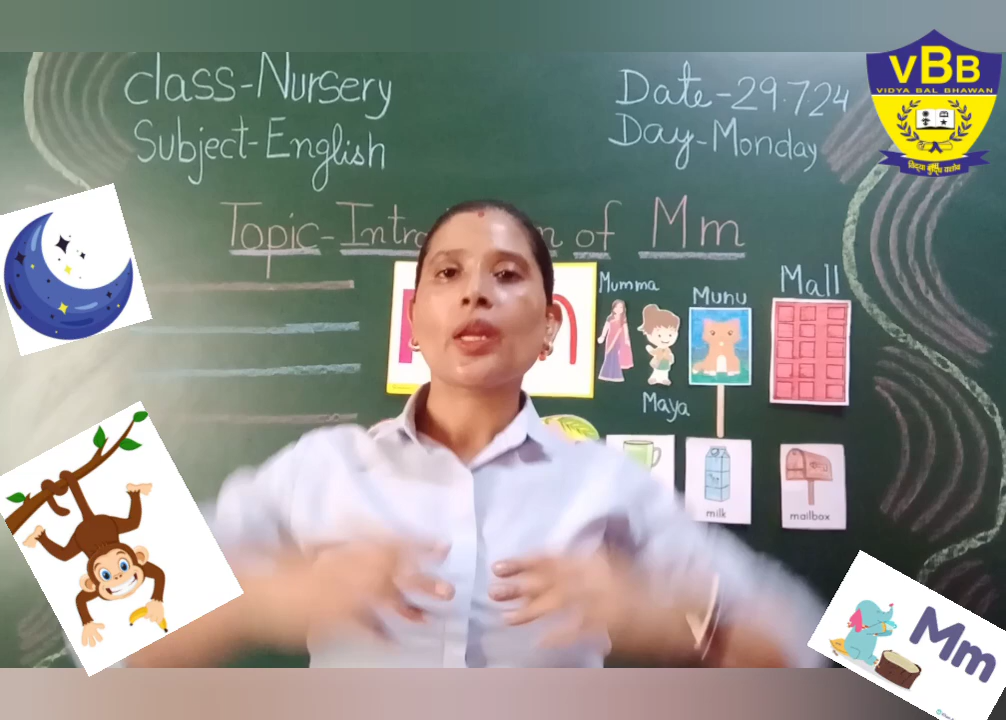 class-Nursery
Subject-English
Date-29.7.24
Day-Monday
VBB
VIDYA BAL BHAWAN
Topic- of Mm
Mumma
Munu
Mall
Maya
milk
mailbox
Mm